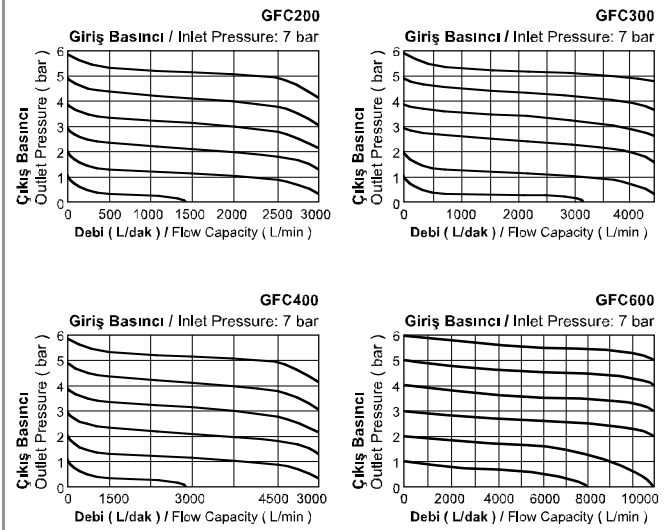 GFC200
Giriş Basıncı / Inlet Pressure: 7 bar
Çıkış Basıncı
Outlet Pressure ( bar )
6
5
4
3
2
1
0
0 500 1000 1500 2000 2500 3000
Debi ( L/dak ) / Flow Capacity ( L/min )
GFC300
Giriş Basıncı / Inlet Pressure: 7 bar
Çıkış Basıncı
Outlet Pressure ( bar )
6
5
4
3
2
1
0
0 1000 2000 3000 4000
Debi ( L/dak ) / Flow Capacity ( L/min )
GFC400
Giriş Basıncı / Inlet Pressure: 7 bar
Çıkış Basıncı
Outlet Pressure ( bar )
6
5
4
3
2
1
0
0 1500 3000 4500 3000
Debi ( L/dak ) / Flow Capacity ( L/min )
GFC600
Giriş Basıncı / Inlet Pressure: 7 bar
Çıkış Basıncı
Outlet Pressure ( bar )
6
5
4
3
2
1
0
0 2000 4000 6000 8000 10000
Debi ( L/dak ) / Flow Capacity ( L/min )